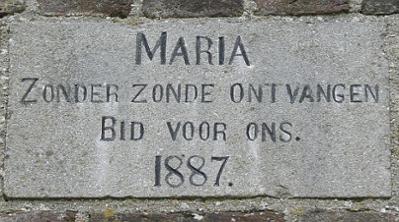 MARIA
ZONDER ZONDE ONTVANGEN
BID VOOR ONS.
1887.